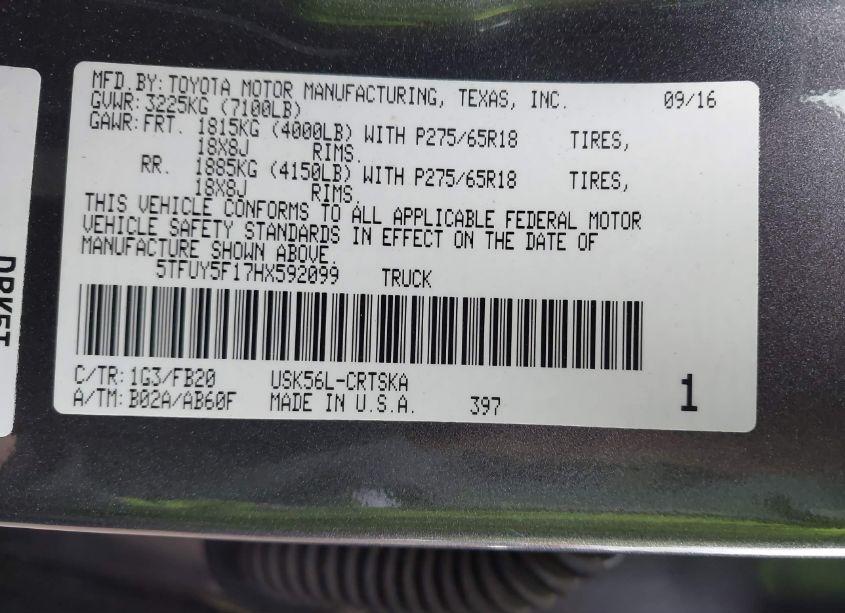 MFD.BY:TOYOTA MOTOR MANUFACTURING, TEXAS, INC. 09/16
GVWR:3225KG (7100LB)
GAWR:FRT. 1815KG (4000LB) WITH P275/65R18 TIRES,
18X8J RIMS.
RR. 1885KG (4150LB) WITH P275/65R18 TIRES,
18X8J RIMS.
THIS VEHICLE CONFORMS TO ALL APPLICABLE FEDERAL MOTOR
VEHICLE SAFETY STANDARDS IN EFFECT ON THE DATE OF
MANUFACTURE SHOWN ABOVE.
5TFUY5F17HX592099 TRUCK
C/TR:1G3/FB20 USK56L-CRTSKA
A/TM:B02A/AB60F MADE IN U.S.A. 397 1